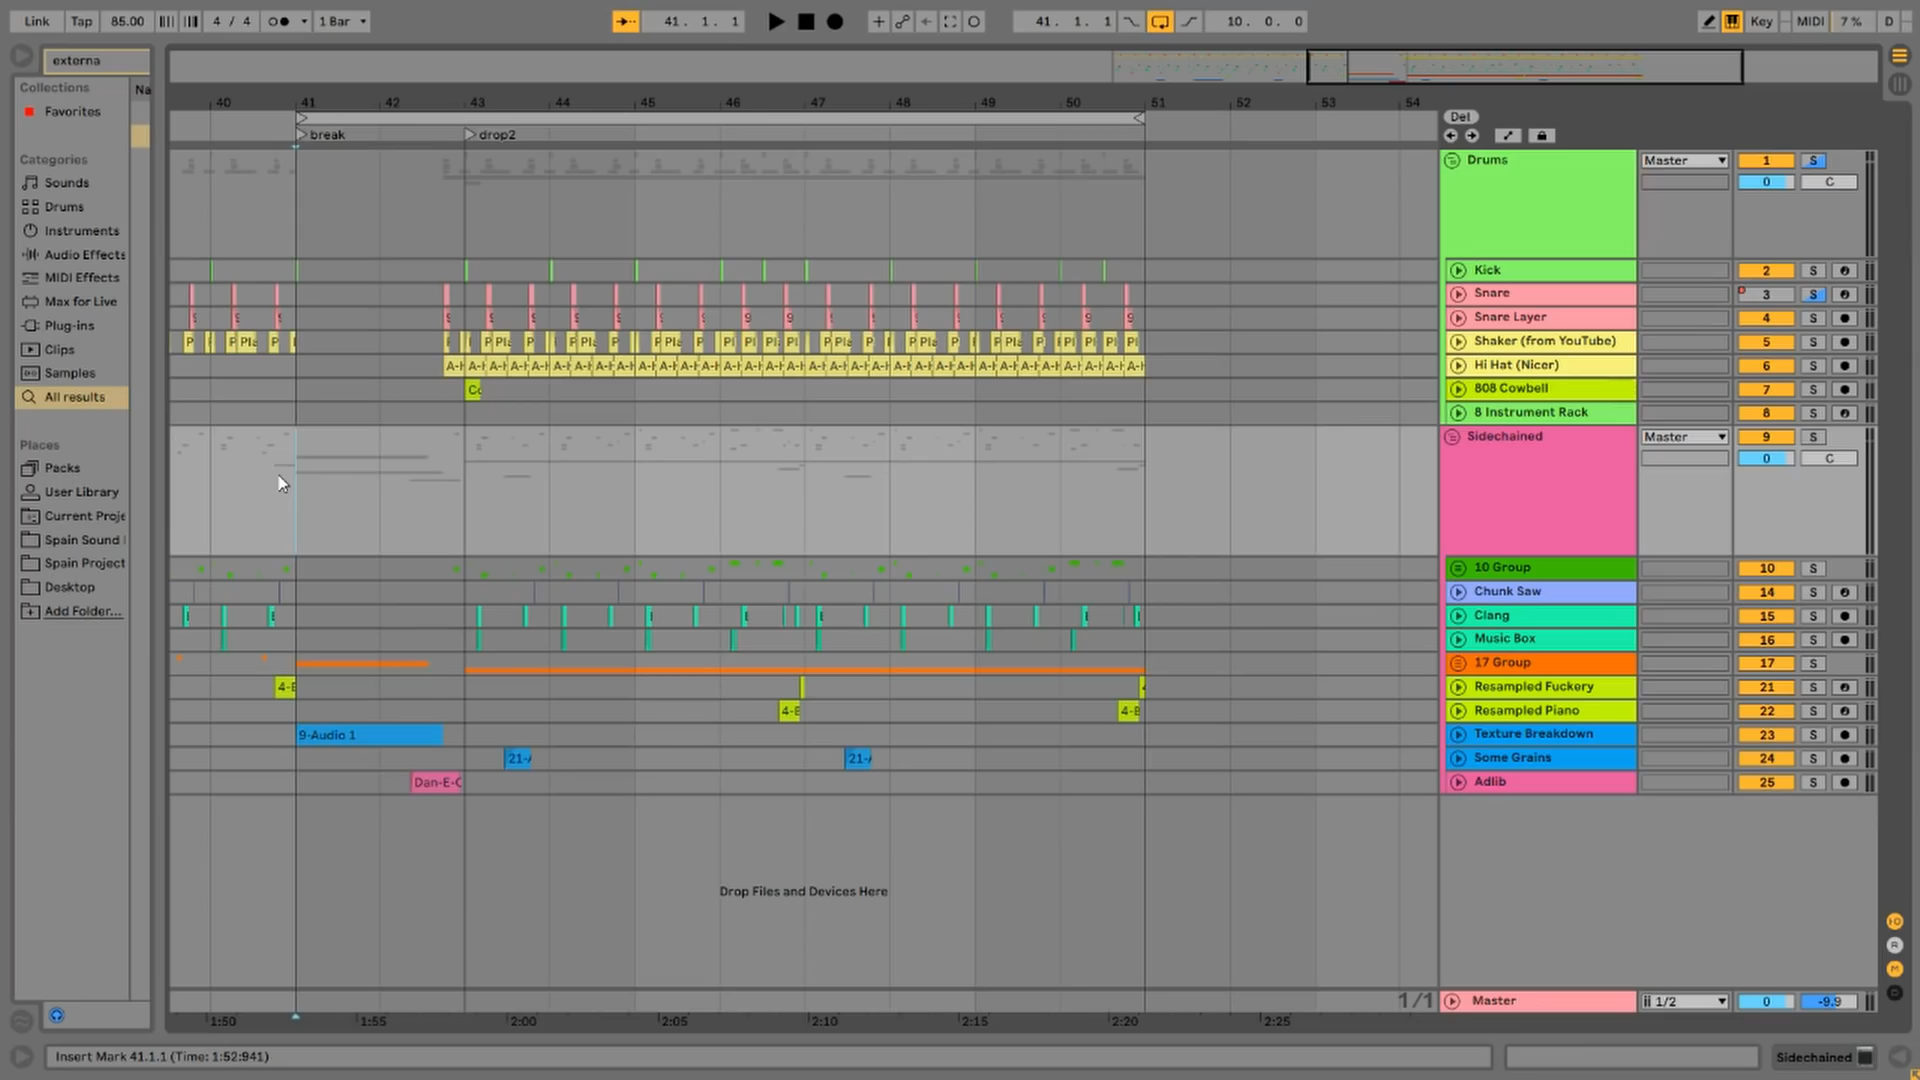 Link Tap 85.00 4 / 4 1 Bar 41. 1. 1 41. 1. 1 10. 0. 0 Key MIDI 7 % D
externa
Collections
Na
Favorites
Categories
Sounds
Drums
Instruments
Audio Effects
MIDI Effects
Max for Live
Plug-ins
Clips
Samples
All results
Places
Packs
User Library
Current Proje
Spain Sound
Spain Project
Desktop
Add Folder...
40 41 42 43 44 45 46 47 48 49 50 51 52 53 54
break drop2
Del
Drums Master 1 S
0 C
Kick 2 S
Snare 3 S
Snare Layer 4 S
Shaker (from YouTube) 5 S
Hi Hat (Nicer) 6 S
808 Cowbell 7 S
8 Instrument Rack 8 S
Sidechained Master 9 S
0 C
10 Group 10 S
Chunk Saw 14 S
Clang 15 S
Music Box 16 S
17 Group 17 S
4-E Resampled Fuckery 21 S
4-E 4-E Resampled Piano 22 S
9-Audio 1 Texture Breakdown 23 S
21-A 21-A Some Grains 24 S
Dan-E-C Adlib 25 S
Drop Files and Devices Here
1/1 Master 1/2 0 -9.9
1:50 1:55 2:00 2:05 2:10 2:15 2:20 2:25
Insert Mark 41.1.1 (Time: 1:52:941) Sidechained